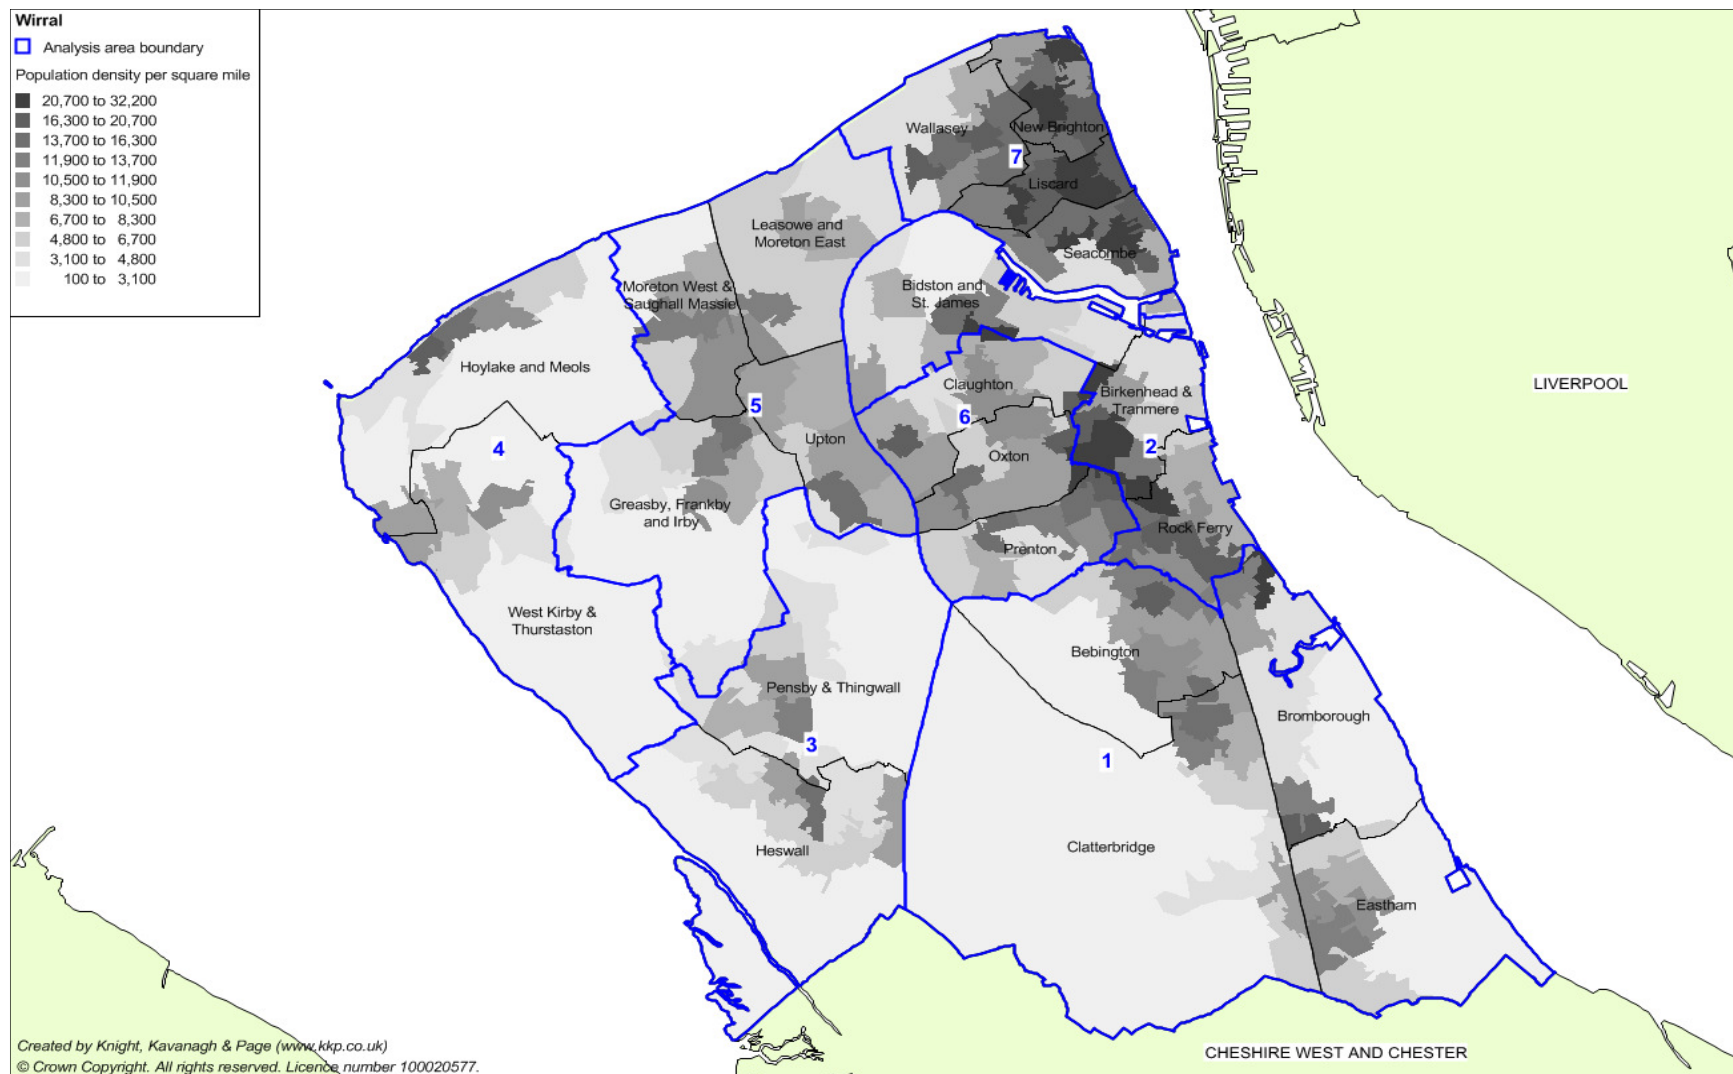 Wirral
Analysis area boundary
Population density per square mile
20,700 to 32,200
16,300 to 20,700
13,700 to 16,300
11,900 to 13,700
10,500 to 11,900
8,300 to 10,500
6,700 to 8,300
4,800 to 6,700
3,100 to 4,800
100 to 3,100
Wallasey
New Brighton
7
Liscard
Leasowe and
Moreton East
Seacombe
Moreton West &
Saughall Massie
Bidston and
St. James
Hoylake and Meols
Claughton
Birkenhead &
Tranmere
LIVERPOOL
5
6
4
Upton
Oxton
2
Greasby, Frankby
and Irby
Rock Ferry
Prenton
West Kirby &
Thurstaston
Bebington
Pensby & Thingwall
Bromborough
3
1
Heswall
Clatterbridge
Eastham
Created by Knight, Kavanagh & Page (www.kkp.co.uk)
© Crown Copyright. All rights reserved. Licence number 100020577.
CHESHIRE WEST AND CHESTER